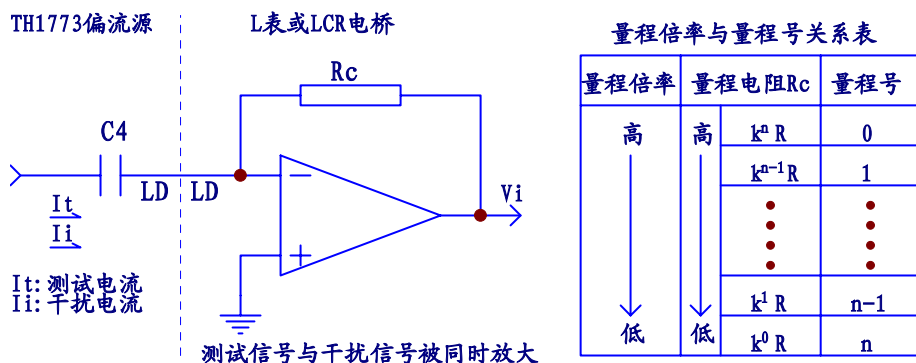 TH1773偏流源
L表或LCR电桥
Rc
C4
LD
LD
It
Ii
Vi
It:测试电流
Ii:干扰电流
测试信号与干扰信号被同时放大
量程倍率与量程号关系表
量程倍率 量程电阻Rc 量程号
高 高 kⁿ R 0
kⁿ⁻¹ R 1
k¹ R n-1
低 低 k⁰ R n